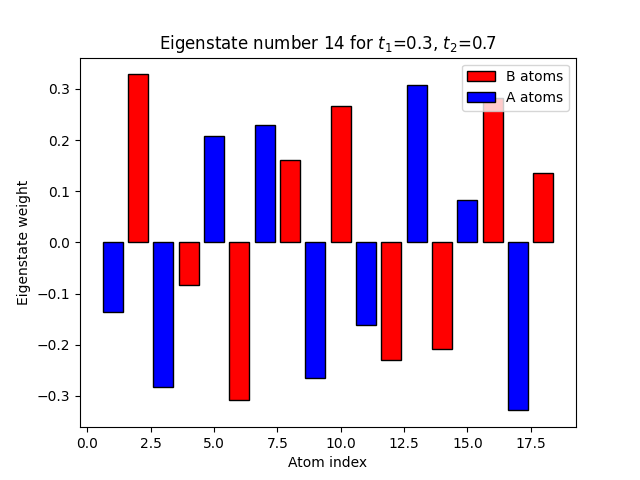 Eigenstate number 14 for $t_1$=0.3, $t_2$=0.7
B atoms
A atoms
Eigenstate weight
0.3
0.2
0.1
0.0
−0.1
−0.2
−0.3
0.0 2.5 5.0 7.5 10.0 12.5 15.0 17.5
Atom index